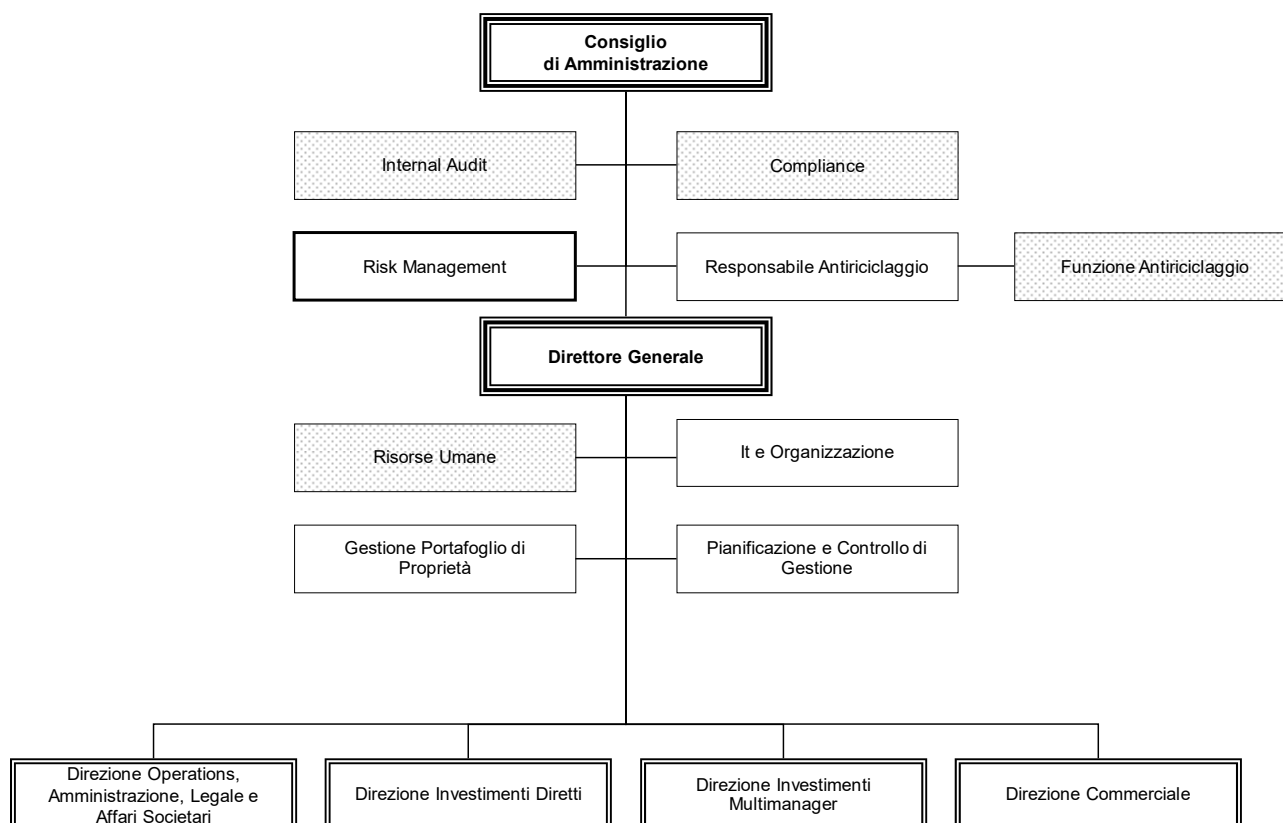 Consiglio
di Amministrazione
Internal Audit
Compliance
Risk Management
Responsabile Antiriciclaggio
Funzione Antiriciclaggio
Direttore Generale
Risorse Umane
It e Organizzazione
Gestione Portafoglio di
Proprietà
Pianificazione e Controllo di
Gestione
Direzione Operations,
Amministrazione, Legale e
Affari Societari
Direzione Investimenti Diretti
Direzione Investimenti
Multimanager
Direzione Commerciale